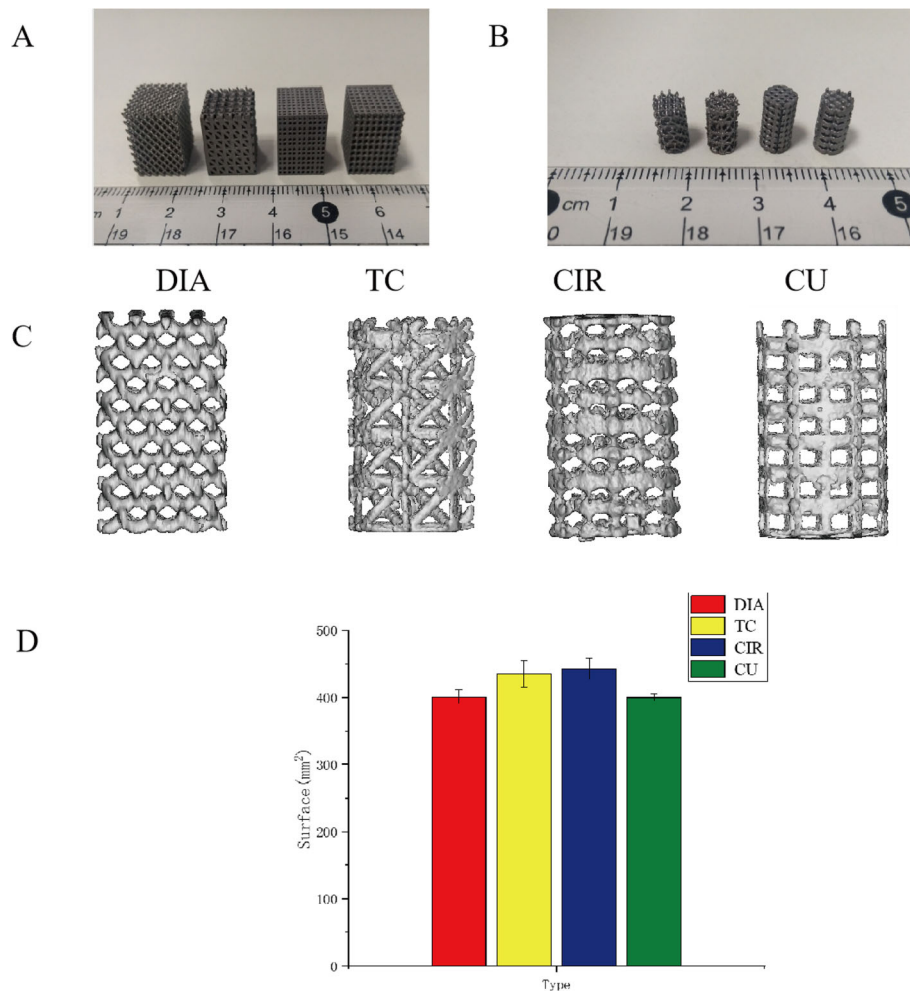 A
B
cm 1 2 3 4 5 6
19 18 17 16 15 14
cm 1 2 3 4 5
0 19 18 17 16
DIA TC CIR CU
C
D
DIA
TC
CIR
CU
500
400
300
200
100
0
Surface(mm²)
Type